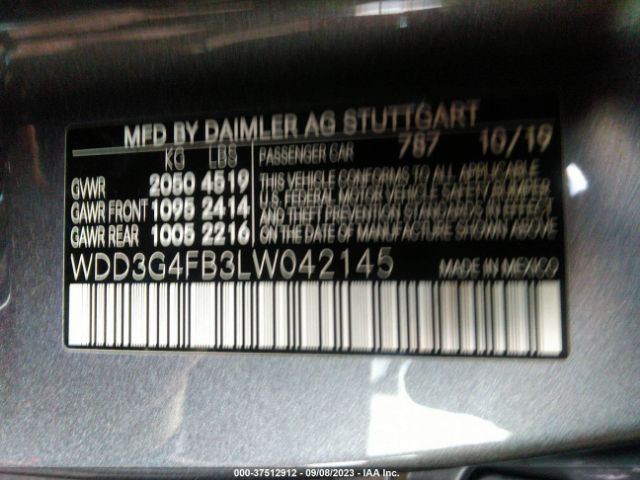 MFD BY DAIMLER AG STUTTGART
KG LBS PASSENGER CAR 787 10/19
GVWR 2050 4519
GAWR FRONT 1095 2414
GAWR REAR 1005 2216
THIS VEHICLE CONFORMS TO ALL APPLICABLE
U.S. FEDERAL MOTOR VEHICLE SAFETY/BUMPER
AND THEFT PREVENTION STANDARDS IN EFFECT
ON THE DATE OF MANUFACTURE SHOWN ABOVE.
WDD3G4FB3LW042145 MADE IN MEXICO
000-37512912 - 09/08/2023 - IAA Inc.